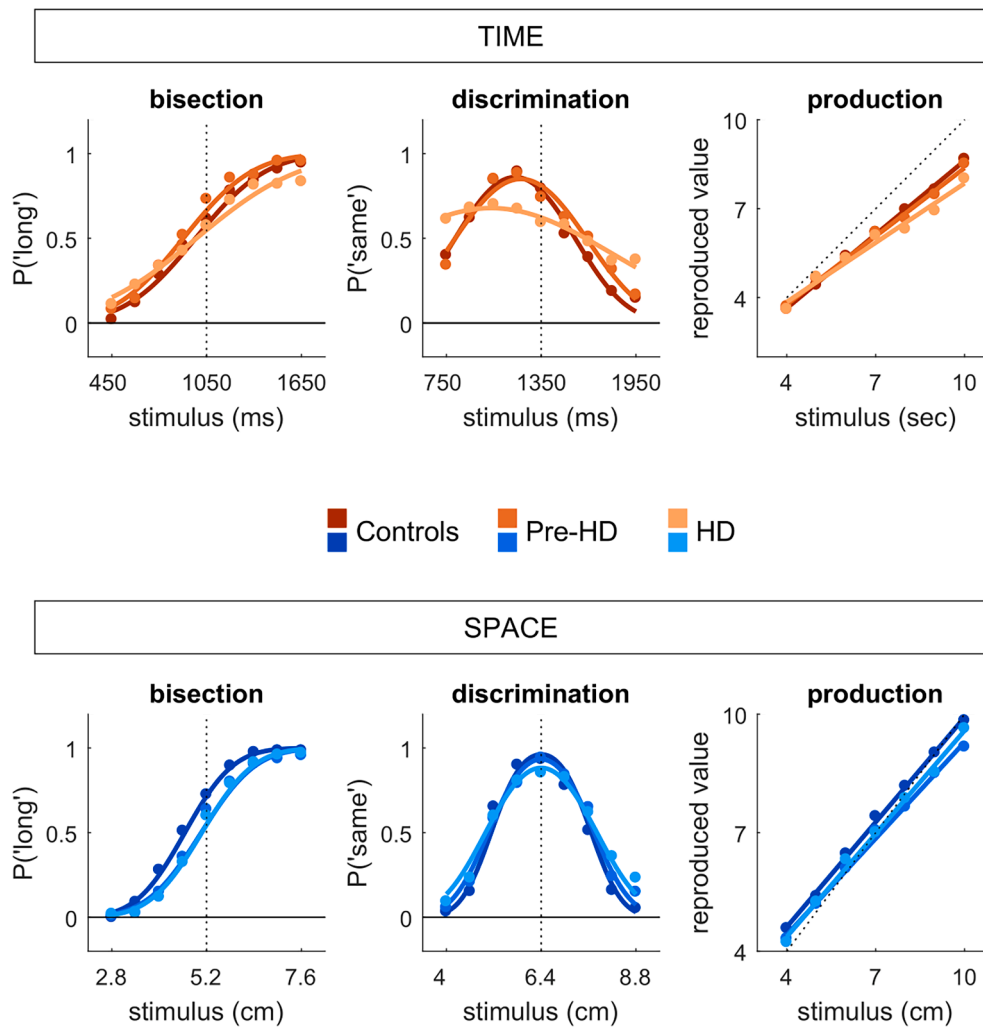 TIME
bisection discrimination production
P('long')
1
0.5
0
450 1050 1650
stimulus (ms)
P('same')
1
0.5
0
750 1350 1950
stimulus (ms)
reproduced value
10
7
4
4 7 10
stimulus (sec)
Controls Pre-HD HD
SPACE
bisection discrimination production
P('long')
1
0.5
0
2.8 5.2 7.6
stimulus (cm)
P('same')
1
0.5
0
4 6.4 8.8
stimulus (cm)
reproduced value
10
7
4
4 7 10
stimulus (cm)